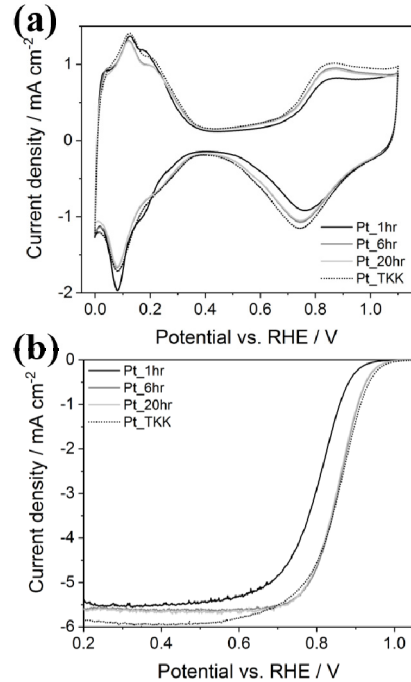 (a)
Current density / mA cm-2
1
0
-1
-2
Pt_1hr
Pt_6hr
Pt_20hr
Pt_TKK
0.0 0.2 0.4 0.6 0.8 1.0
Potential vs. RHE / V
(b)
Current density / mA cm-2
0
-1
-2
-3
-4
-5
-6
Pt_1hr
Pt_6hr
Pt_20hr
Pt_TKK
0.2 0.4 0.6 0.8 1.0
Potential vs. RHE / V